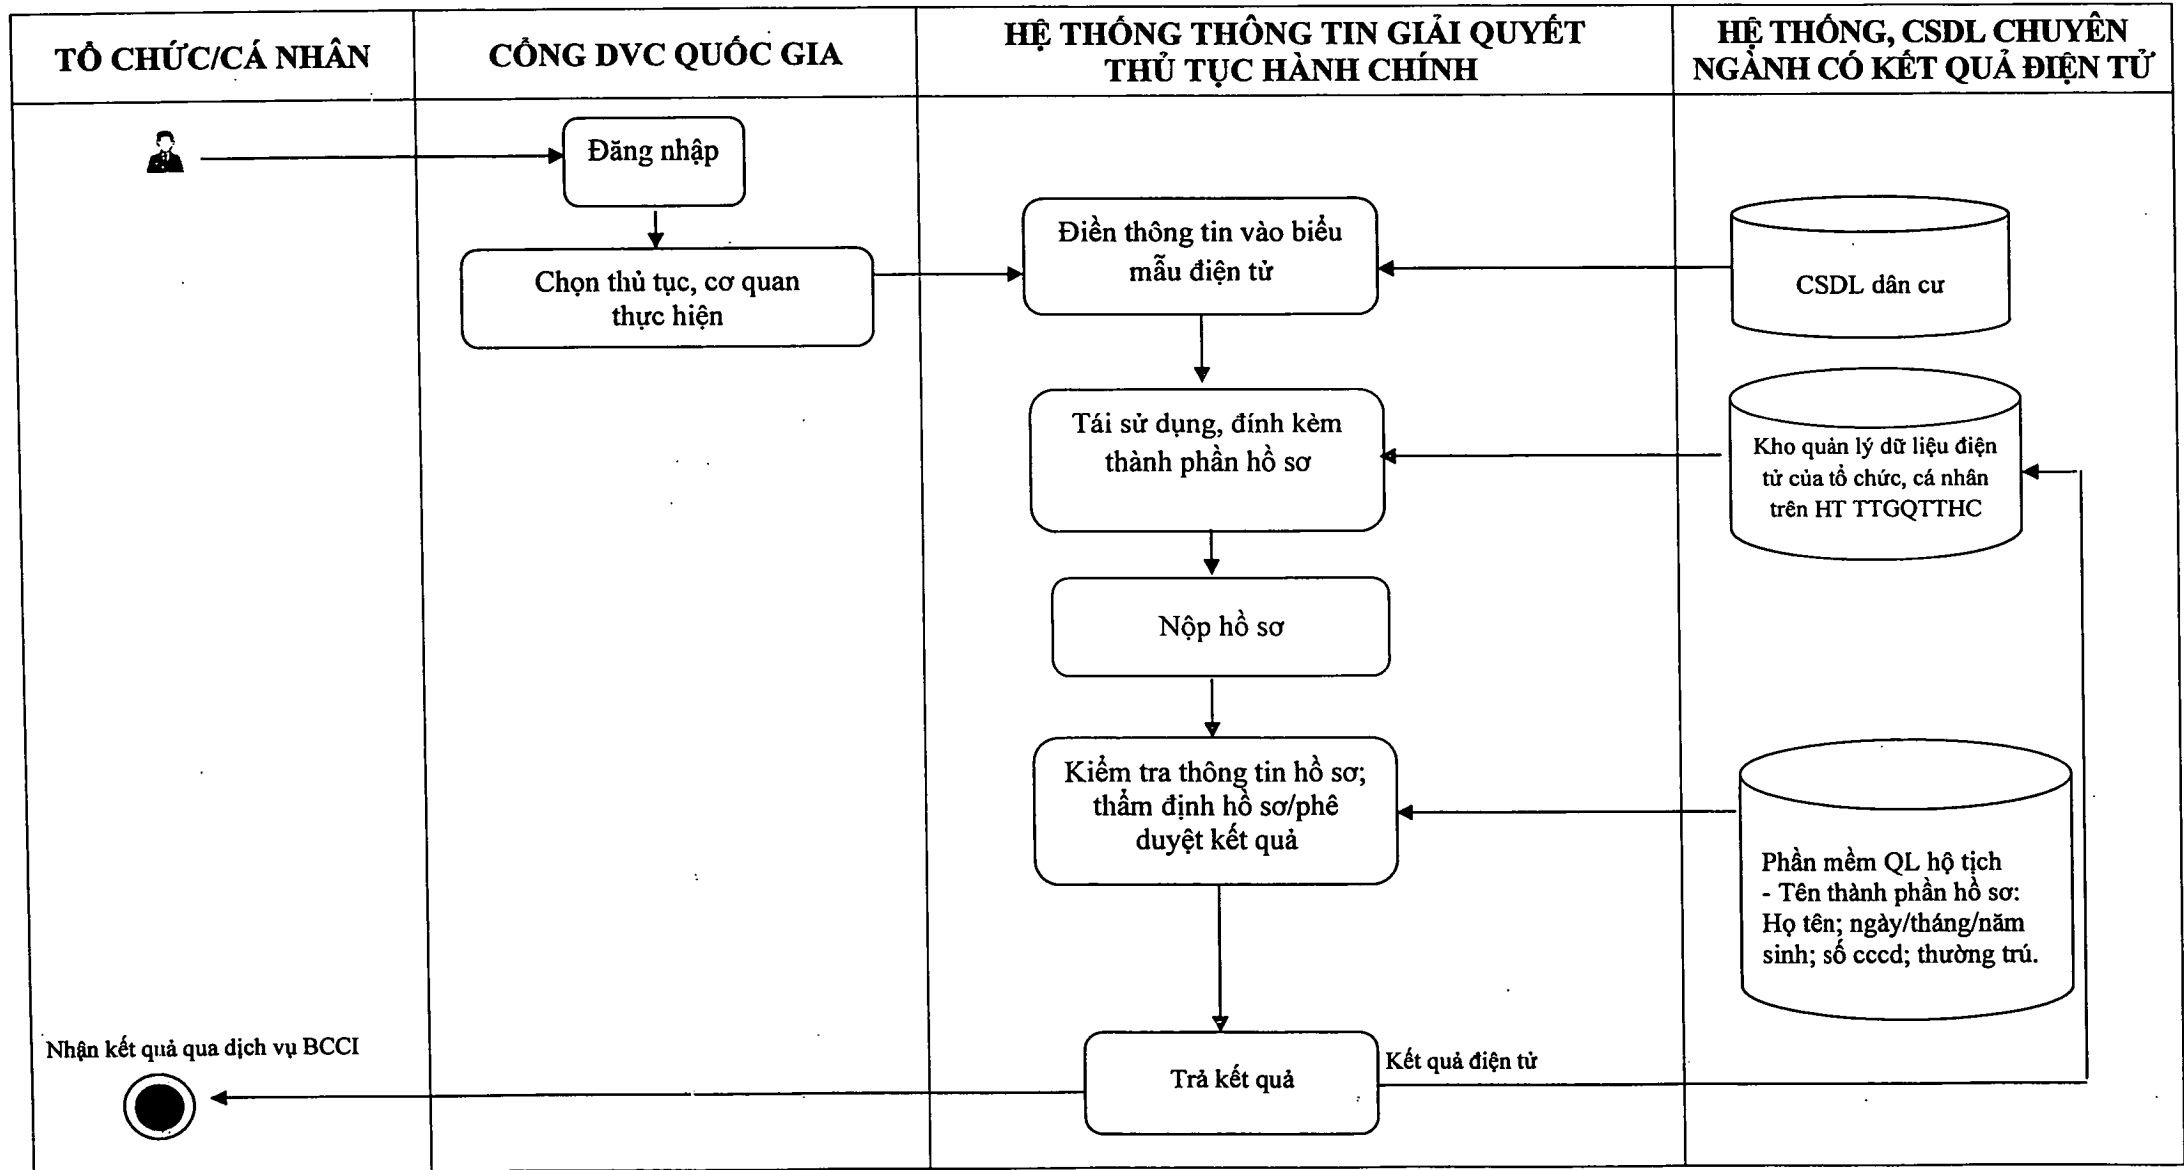 TỔ CHỨC/CÁ NHÂN
CỔNG DVC QUỐC GIA
HỆ THỐNG THÔNG TIN GIẢI QUYẾT
THỦ TỤC HÀNH CHÍNH
HỆ THỐNG, CSDL CHUYÊN
NGÀNH CÓ KẾT QUẢ ĐIỆN TỬ
Đăng nhập
Chọn thủ tục, cơ quan
thực hiện
Điền thông tin vào biểu
mẫu điện tử
CSDL dân cư
Tái sử dụng, đính kèm
thành phần hồ sơ
Kho quản lý dữ liệu điện
tử của tổ chức, cá nhân
trên HT TTGQTTHC
Nộp hồ sơ
Kiểm tra thông tin hồ sơ;
thẩm định hồ sơ/phê
duyệt kết quả
Phần mềm QL hộ tịch
- Tên thành phần hồ sơ:
Họ tên; ngày/tháng/năm
sinh; số cccd; thường trú.
Nhận kết quả qua dịch vụ BCCI
Trả kết quả
Kết quả điện tử